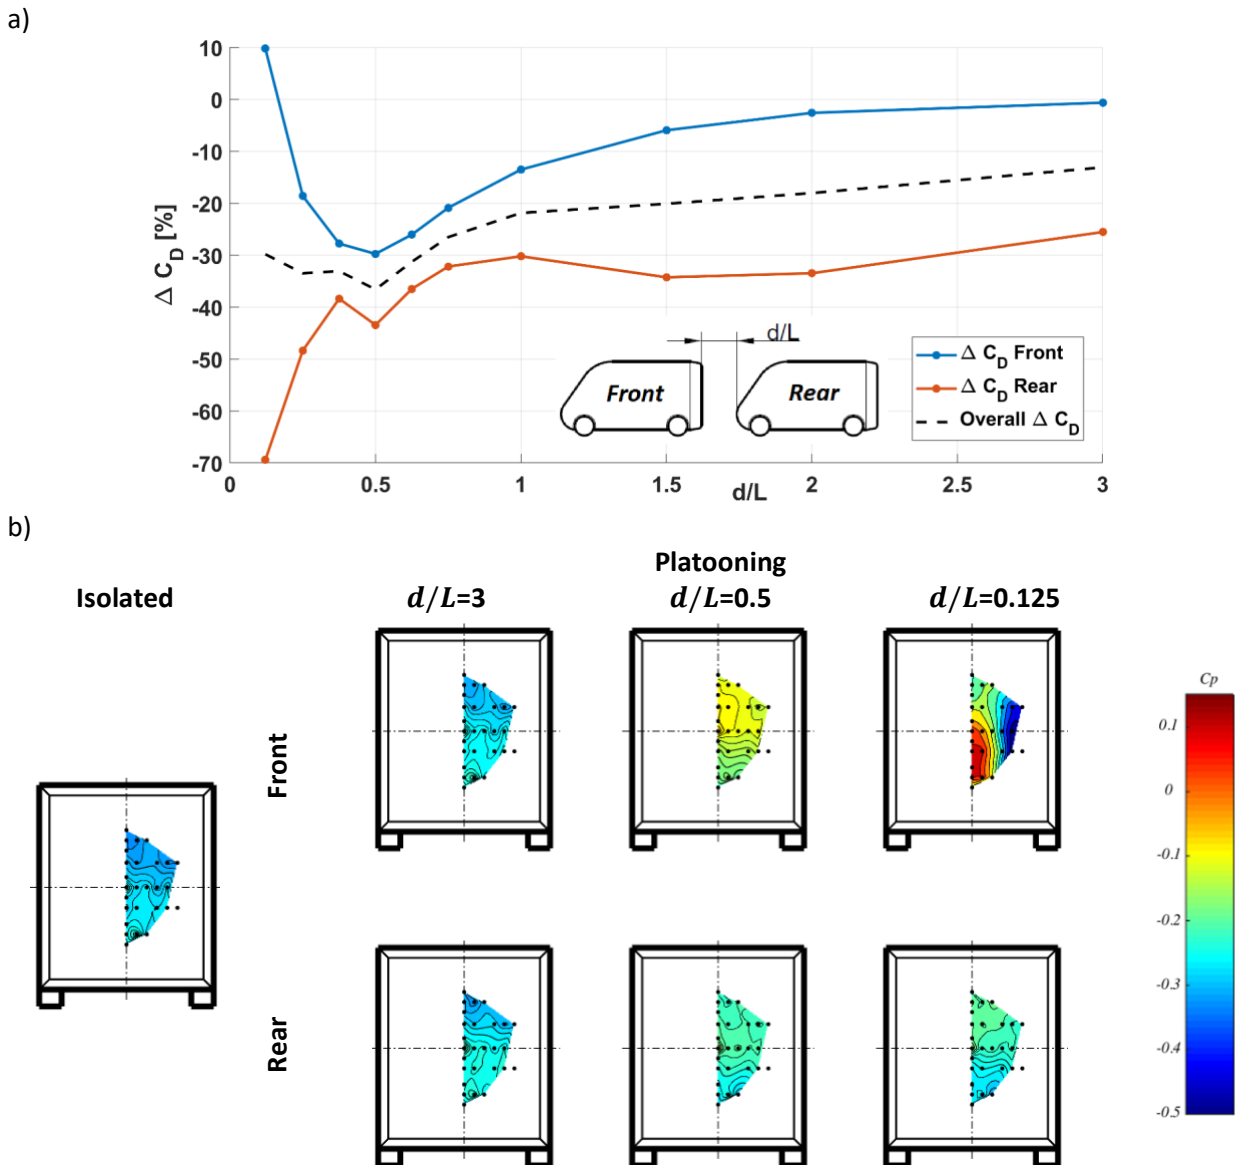 a)
10
0
-10
-20
-30
-40
-50
-60
-70
Δ C_D [%]
0
0.5
1
1.5
2
2.5
3
d/L
d/L
Front
Rear
Δ C_D Front
Δ C_D Rear
Overall Δ C_D
b)
Platooning
Isolated
d/L=3
d/L=0.5
d/L=0.125
Front
Rear
Cp
0.1
0
-0.1
-0.2
-0.3
-0.4
-0.5